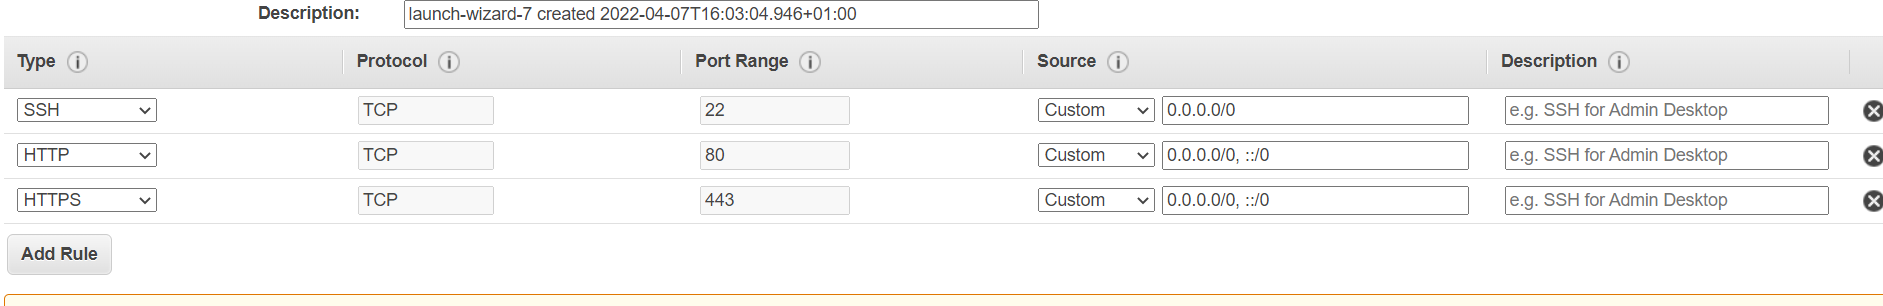 Description: launch-wizard-7 created 2022-04-07T16:03:04.946+01:00
Type Protocol Port Range Source Description
SSH TCP 22 Custom 0.0.0.0/0 e.g. SSH for Admin Desktop
HTTP TCP 80 Custom 0.0.0.0/0, ::/0 e.g. SSH for Admin Desktop
HTTPS TCP 443 Custom 0.0.0.0/0, ::/0 e.g. SSH for Admin Desktop
Add Rule